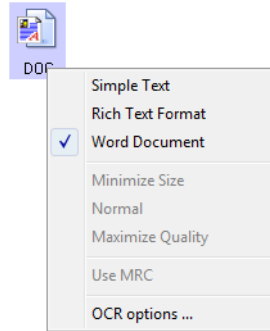 DOC
Simple Text
Rich Text Format
Word Document
Minimize Size
Normal
Maximize Quality
Use MRC
OCR options ...